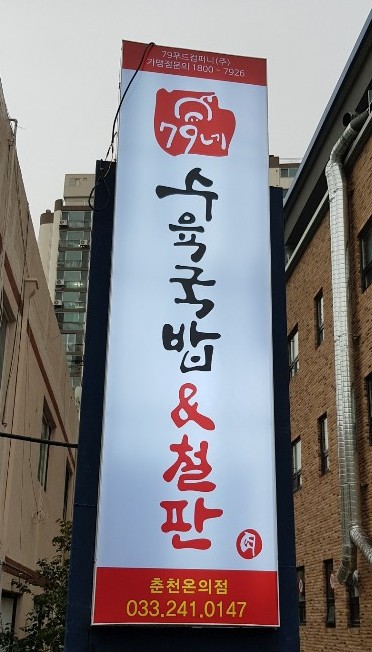 79푸드컴퍼니(주)
가맹점문의 1800 - 7926
79네
수육국밥&철판
춘천온의점
033.241.0147